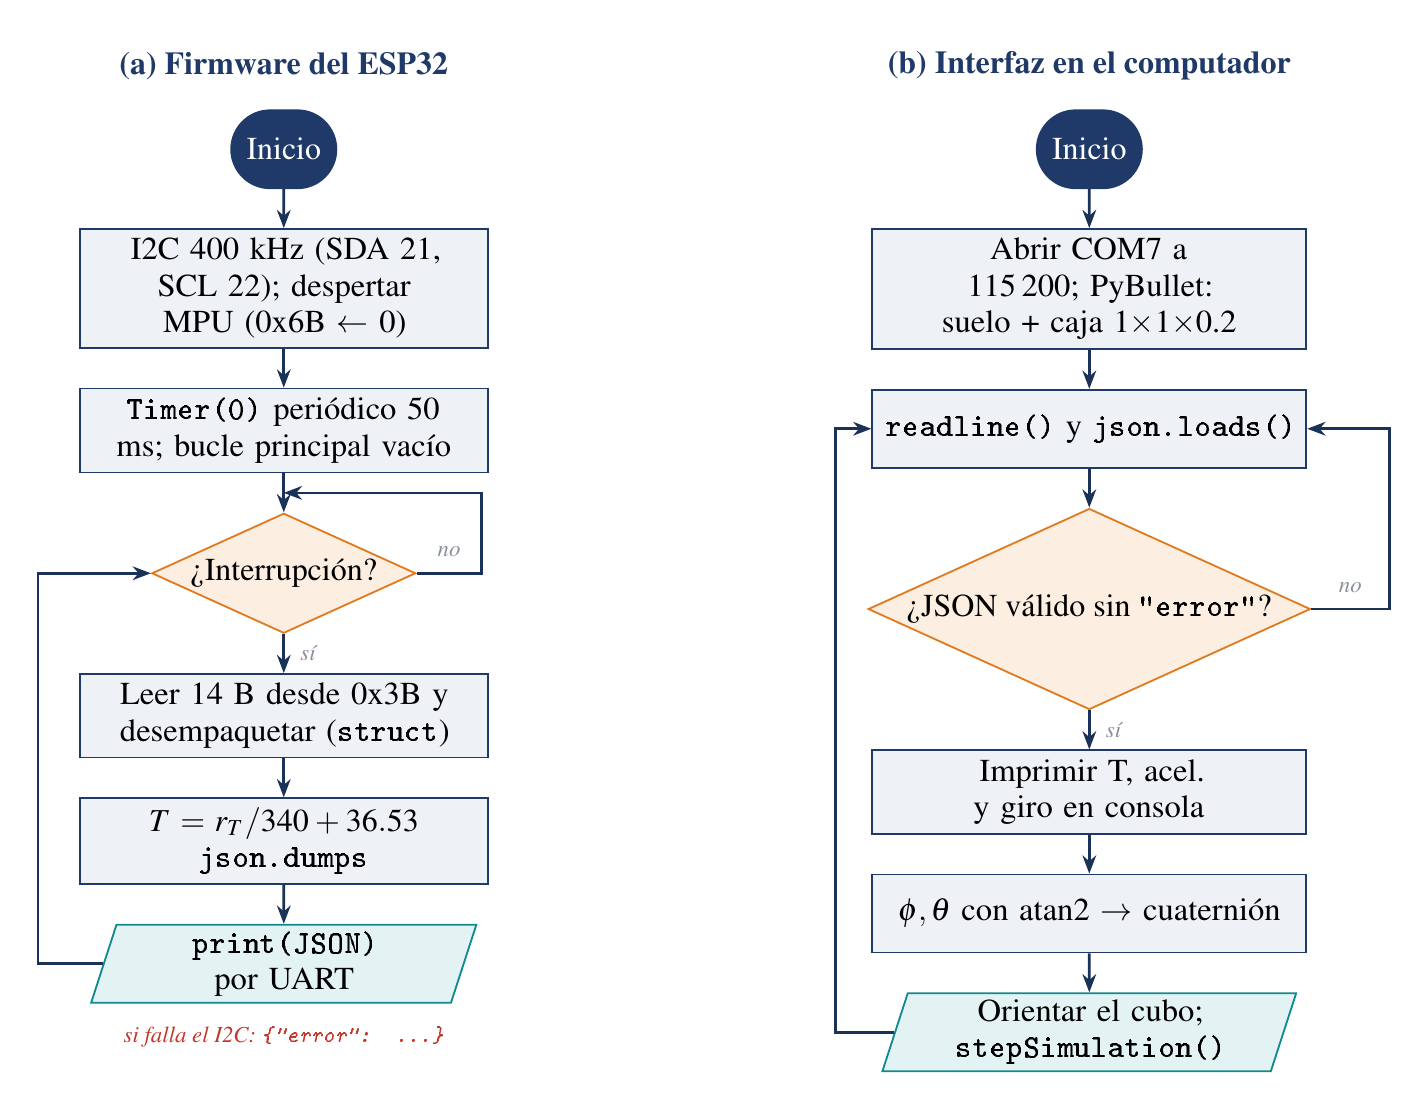 (a) Firmware del ESP32
Inicio
I2C 400 kHz (SDA 21,
SCL 22); despertar
MPU (0x6B ← 0)
Timer(0) periódico 50
ms; bucle principal vacío
¿Interrupción?
no
sí
Leer 14 B desde 0x3B y
desempaquetar (struct)
T = r_T/340 + 36.53
json.dumps
print(JSON)
por UART
si falla el I2C: {"error": ...}
(b) Interfaz en el computador
Inicio
Abrir COM7 a
115 200; PyBullet:
suelo + caja 1×1×0.2
readline() y json.loads()
¿JSON válido sin "error"?
no
sí
Imprimir T, acel.
y giro en consola
ϕ, θ con atan2 → cuaternión
Orientar el cubo;
stepSimulation()